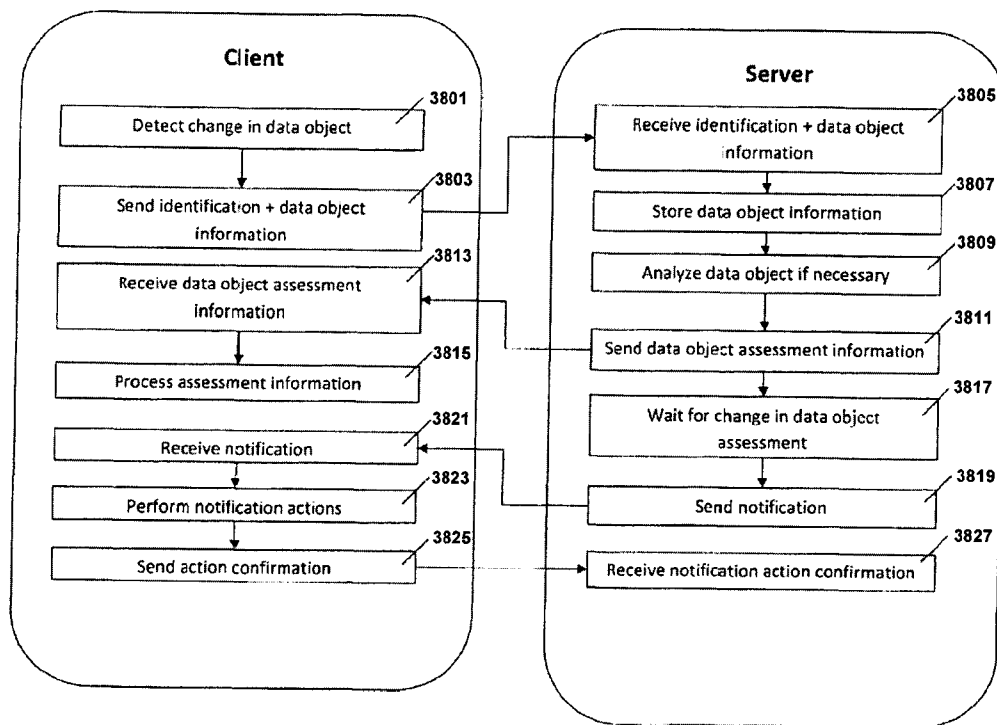 Client
3801
Detect change in data object
3803
Send identification + data object
information
3813
Receive data object assessment
information
3815
Process assessment information
3821
Receive notification
3823
Perform notification actions
3825
Send action confirmation
Server
3805
Receive identification + data object
information
3807
Store data object information
3809
Analyze data object if necessary
3811
Send data object assessment information
3817
Wait for change in data object
assessment
3819
Send notification
3827
Receive notification action confirmation